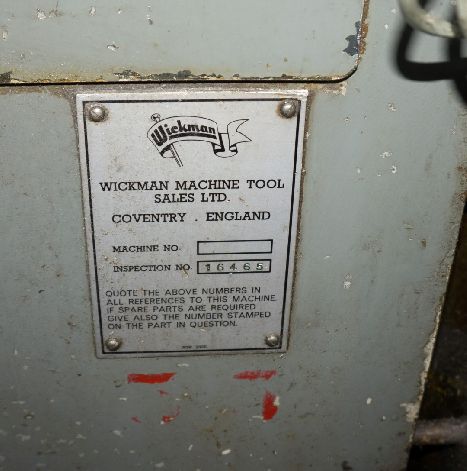 Wickman
WICKMAN MACHINE TOOL
SALES LTD.
COVENTRY . ENGLAND
MACHINE NO.
INSPECTION NO. 16465
QUOTE THE ABOVE NUMBERS IN
ALL REFERENCES TO THIS MACHINE.
IF SPARE PARTS ARE REQUIRED
GIVE ALSO THE NUMBER STAMPED
ON THE PART IN QUESTION.